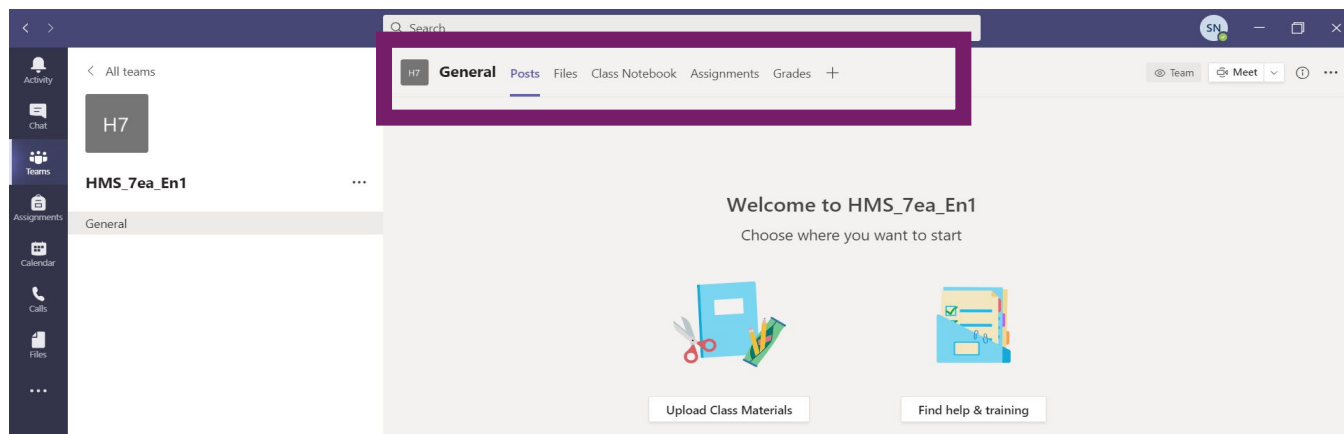 Search
SN
Activity
Chat
Teams
Assignments
Calendar
Calls
Files
All teams
H7
HMS_7ea_En1
General
H7 General Posts Files Class Notebook Assignments Grades +
Team Meet
Welcome to HMS_7ea_En1
Choose where you want to start
Upload Class Materials Find help & training